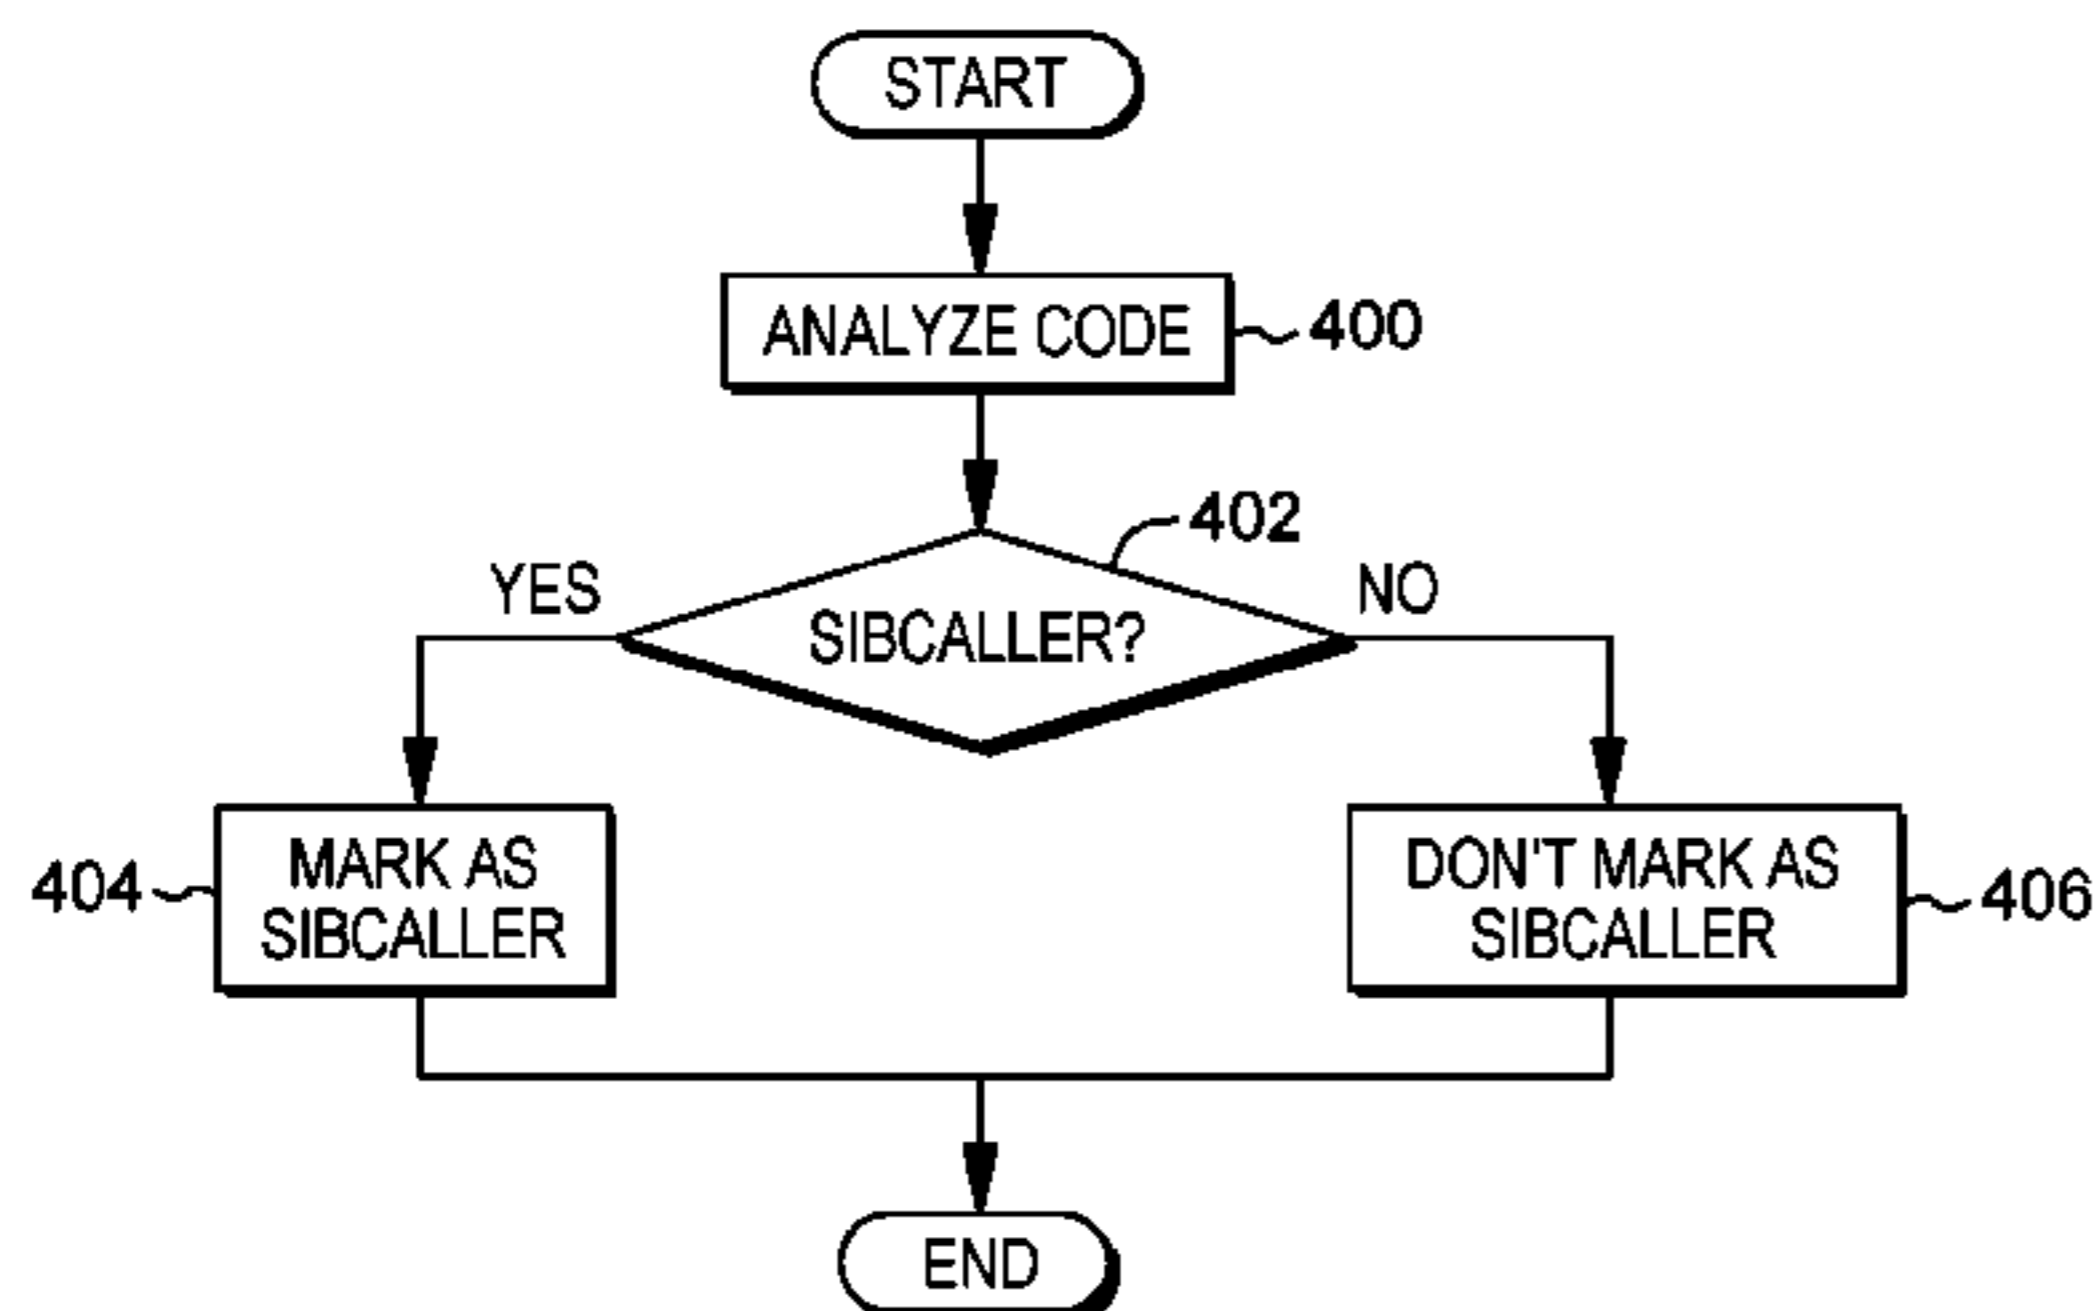 START
ANALYZE CODE
400
402
YES
NO
SIBCALLER?
404
MARK AS
SIBCALLER
DON'T MARK AS
SIBCALLER
406
END